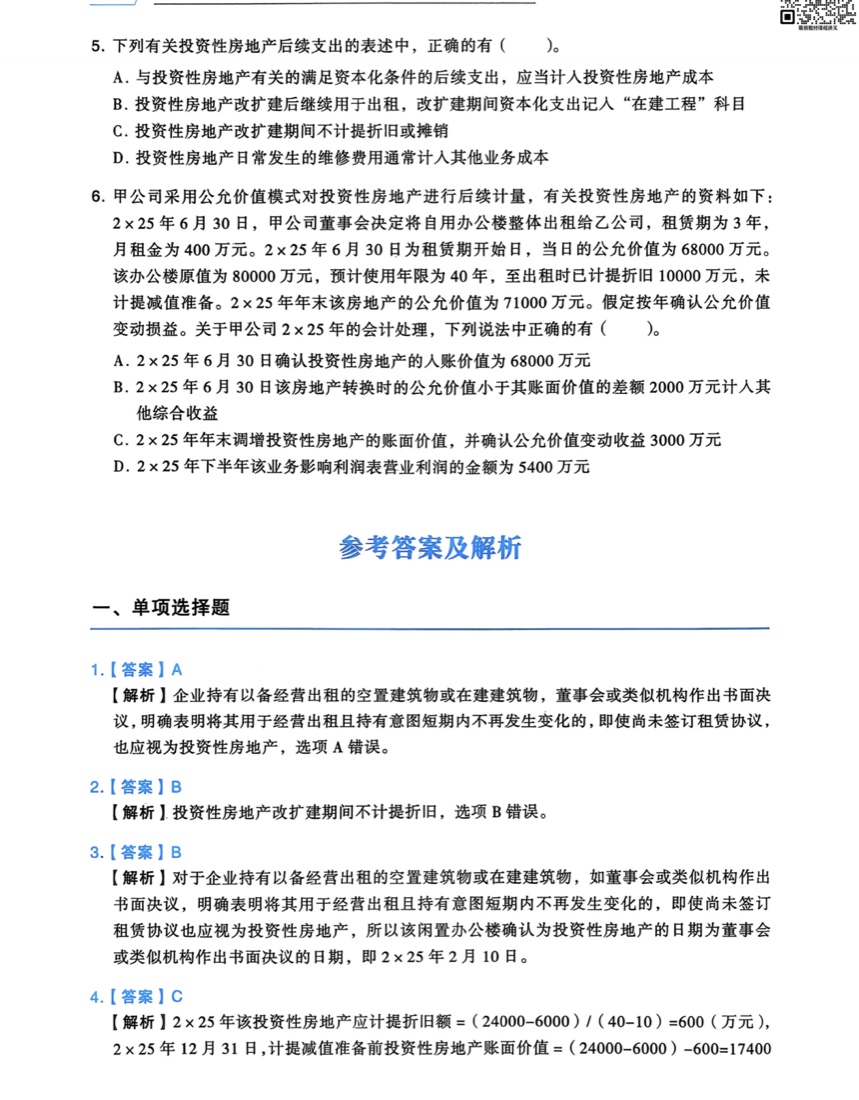 5. 下列有关投资性房地产后续支出的表述中，正确的有（　　）。
A. 与投资性房地产有关的满足资本化条件的后续支出，应当计入投资性房地产成本
B. 投资性房地产改扩建后继续用于出租，改扩建期间资本化支出记入“在建工程”科目
C. 投资性房地产改扩建期间不计提折旧或摊销
D. 投资性房地产日常发生的维修费用通常计入其他业务成本
6. 甲公司采用公允价值模式对投资性房地产进行后续计量，有关投资性房地产的资料如下：
2×25 年 6 月 30 日，甲公司董事会决定将自用办公楼整体出租给乙公司，租赁期为 3 年，
月租金为 400 万元。2×25 年 6 月 30 日为租赁期开始日，当日的公允价值为 68000 万元。
该办公楼原值为 80000 万元，预计使用年限为 40 年，至出租时已计提折旧 10000 万元，未
计提减值准备。2×25 年年末该房地产的公允价值为 71000 万元。假定按年确认公允价值
变动损益。关于甲公司 2×25 年的会计处理，下列说法中正确的有（　　）。
A. 2×25 年 6 月 30 日确认投资性房地产的入账价值为 68000 万元
B. 2×25 年 6 月 30 日该房地产转换时的公允价值小于其账面价值的差额 2000 万元计入其
他综合收益
C. 2×25 年年末调增投资性房地产的账面价值，并确认公允价值变动收益 3000 万元
D. 2×25 年下半年该业务影响利润表营业利润的金额为 5400 万元
参考答案及解析
一、单项选择题
1.【答案】A
【解析】企业持有以备经营出租的空置建筑物或在建建筑物，董事会或类似机构作出书面决
议，明确表明将其用于经营出租且持有意图短期内不再发生变化的，即使尚未签订租赁协议，
也应视为投资性房地产，选项 A 错误。
2.【答案】B
【解析】投资性房地产改扩建期间不计提折旧，选项 B 错误。
3.【答案】B
【解析】对于企业持有以备经营出租的空置建筑物或在建建筑物，如董事会或类似机构作出
书面决议，明确表明将其用于经营出租且持有意图短期内不再发生变化的，即使尚未签订
租赁协议也应视为投资性房地产，所以该闲置办公楼确认为投资性房地产的日期为董事会
或类似机构作出书面决议的日期，即 2×25 年 2 月 10 日。
4.【答案】C
【解析】2×25 年该投资性房地产应计提折旧额 =（24000-6000）/（40-10）=600（万元），
2×25 年 12 月 31 日，计提减值准备前投资性房地产账面价值 =（24000-6000）-600=17400